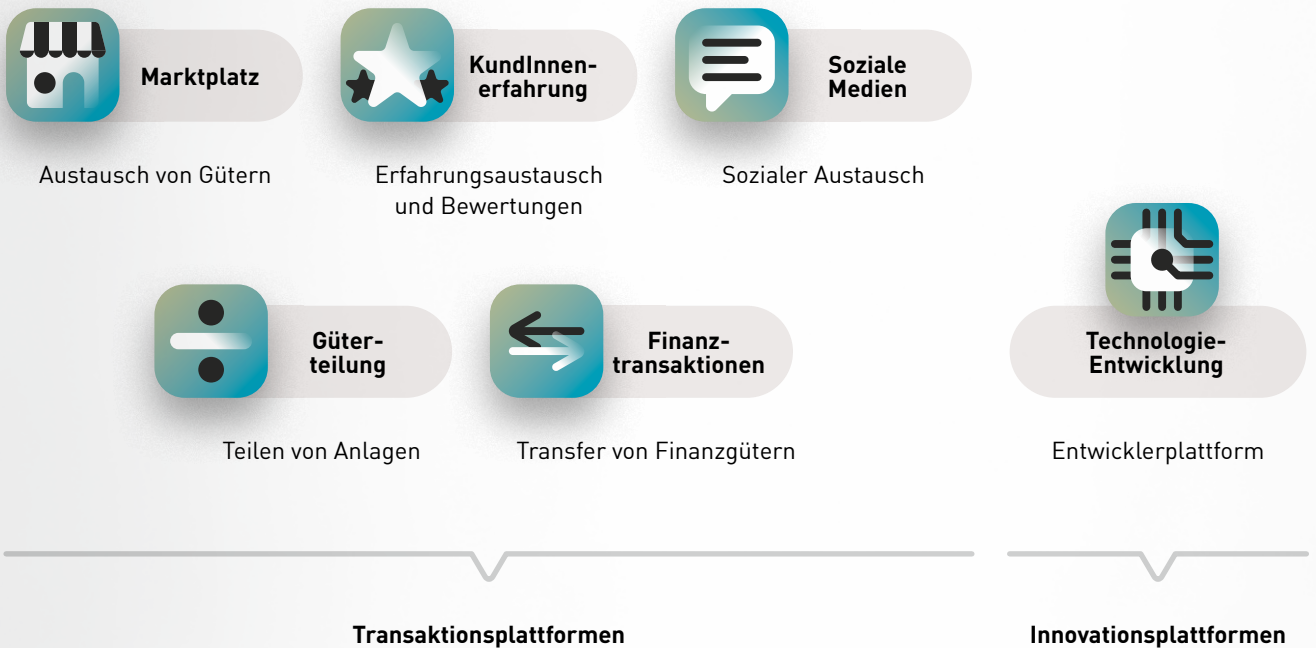 Marktplatz
Austausch von Gütern
KundInnen-
erfahrung
Erfahrungsaustausch
und Bewertungen
Soziale
Medien
Sozialer Austausch
Güter-
teilung
Teilen von Anlagen
Finanz-
transaktionen
Transfer von Finanzgütern
Technologie-
Entwicklung
Entwicklerplattform
Transaktionsplattformen
Innovationsplattformen